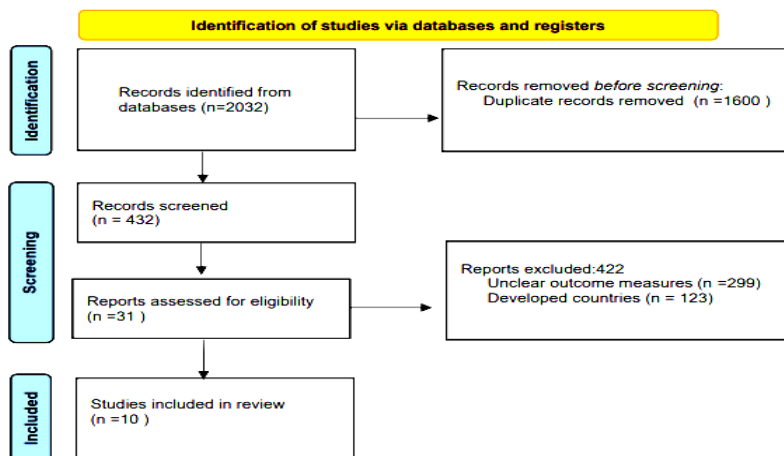 Identification of studies via databases and registers
Identification
Records identified from
databases (n=2032)
Records removed before screening:
Duplicate records removed (n =1600 )
Screening
Records screened
(n = 432)
Reports assessed for eligibility
(n =31 )
Reports excluded:422
Unclear outcome measures (n =299)
Developed countries (n = 123)
Included
Studies included in review
(n =10 )